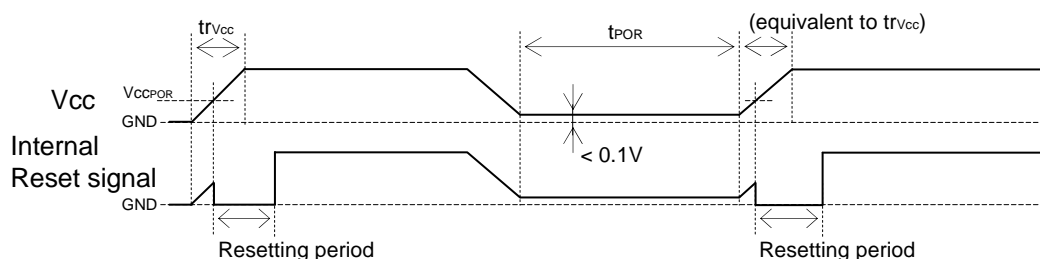 trVcc
tPOR
(equivalent to trVcc)
Vcc
VccPOR
GND
< 0.1V
Internal
Reset signal
GND
Resetting period
Resetting period